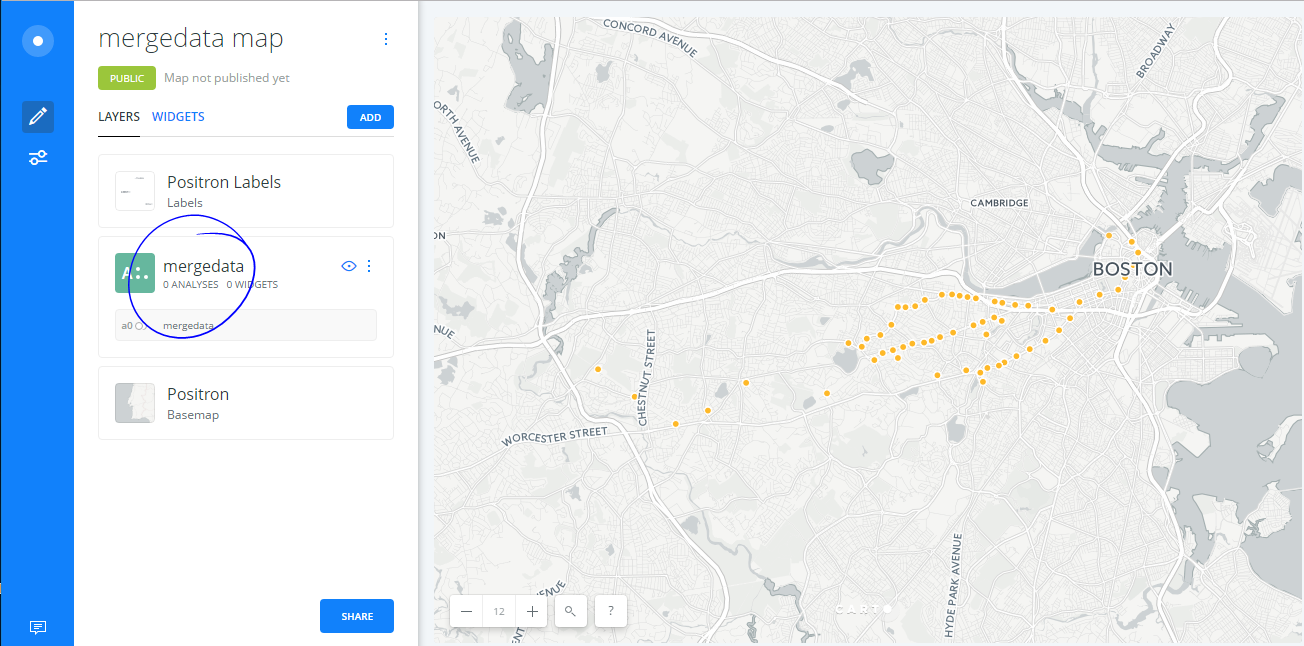 mergedata map
PUBLIC Map not published yet
LAYERS WIDGETS ADD
Positron Labels
Labels
A
mergedata
0 ANALYSES 0 WIDGETS
a0 mergedata
Positron
Basemap
SHARE
CONCORD AVENUE
BROADWAY
ORTH AVENUE
CAMBRIDGE
ON
BOSTON
NUE
CHESTNUT STREET
WORCESTER STREET
HYDE PARK AVENUE
12
?
CARTO